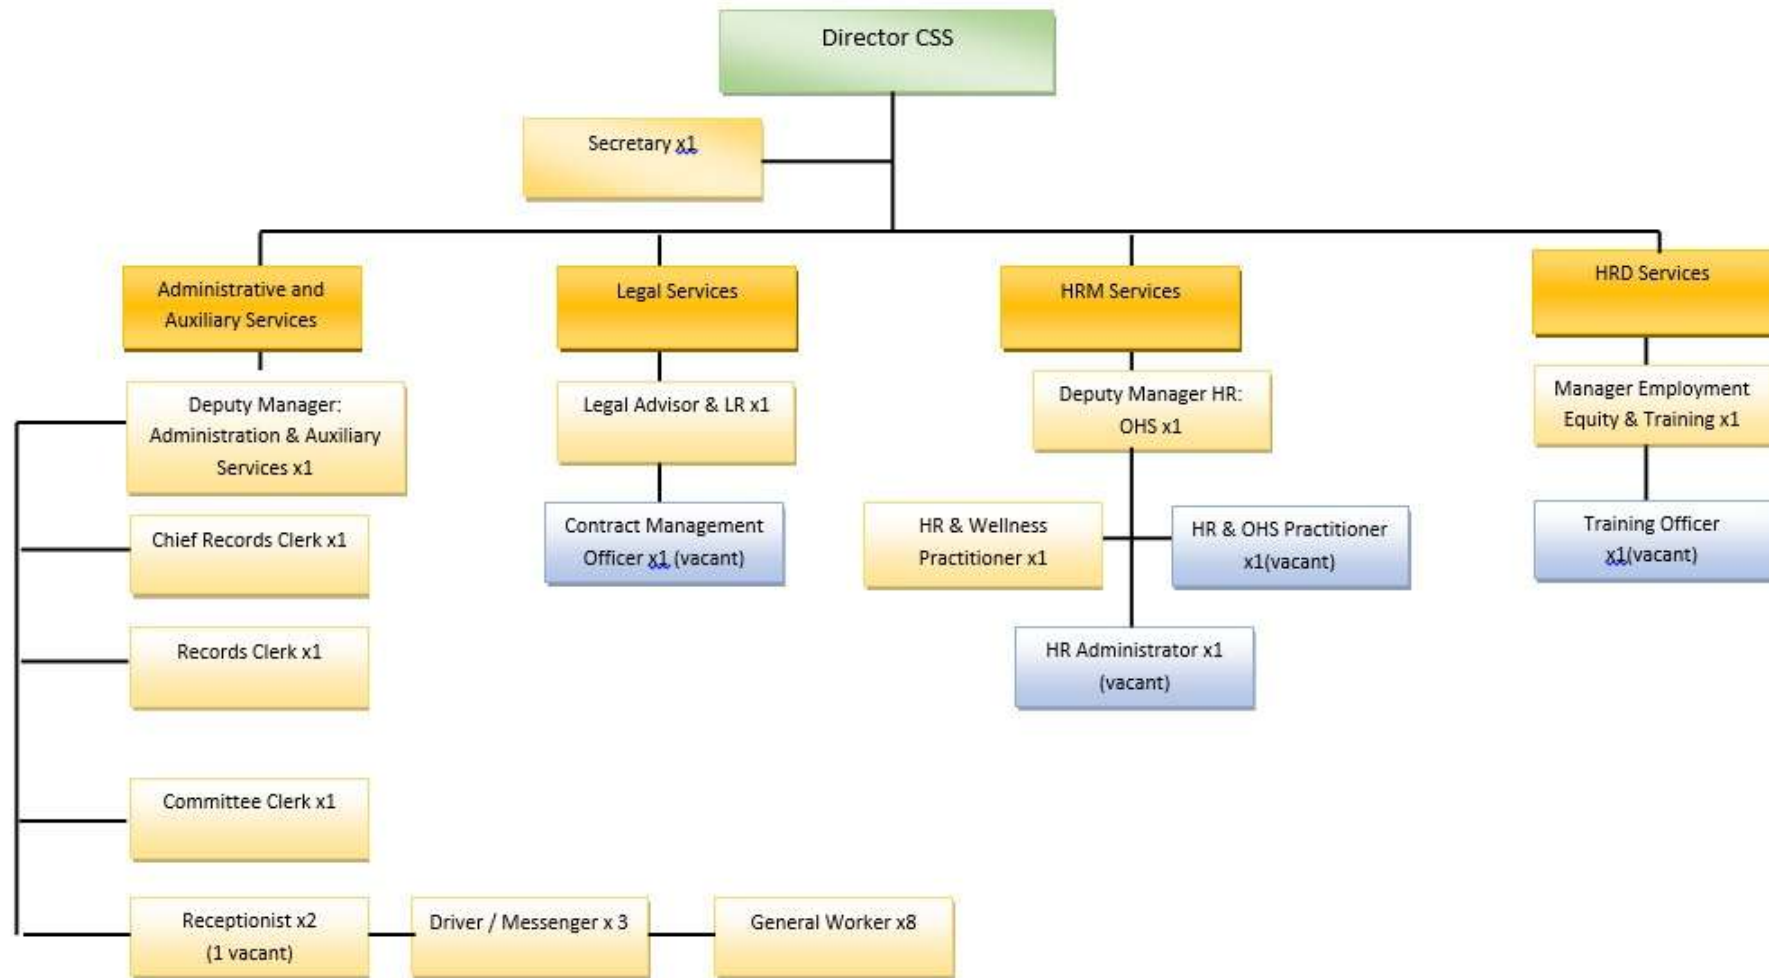 Director CSS
Secretary x1
Administrative and
Auxiliary Services
Legal Services
HRM Services
HRD Services
Deputy Manager:
Administration & Auxiliary
Services x1
Legal Advisor & LR x1
Deputy Manager HR:
OHS x1
Manager Employment
Equity & Training x1
Chief Records Clerk x1
Contract Management
Officer x1 (vacant)
HR & Wellness
Practitioner x1
HR & OHS Practitioner
x1(vacant)
Training Officer
x1(vacant)
Records Clerk x1
HR Administrator x1
(vacant)
Committee Clerk x1
Receptionist x2
(1 vacant)
Driver / Messenger x 3
General Worker x8